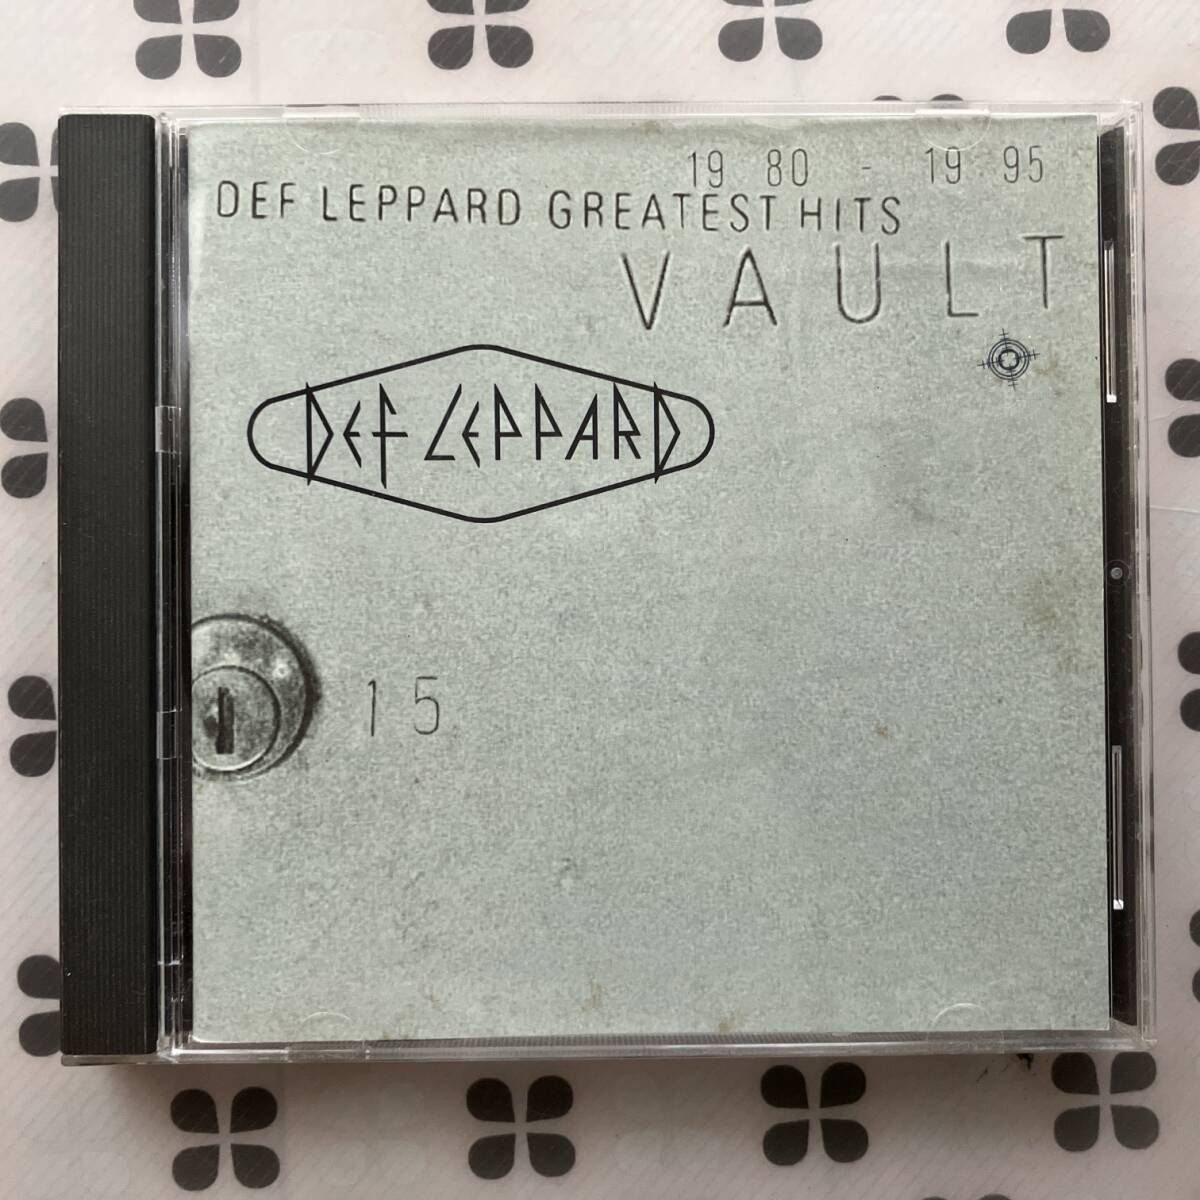 19 80 - 19 95
DEF LEPPARD GREATEST HITS
VAULT
DEF LEPPARD
15